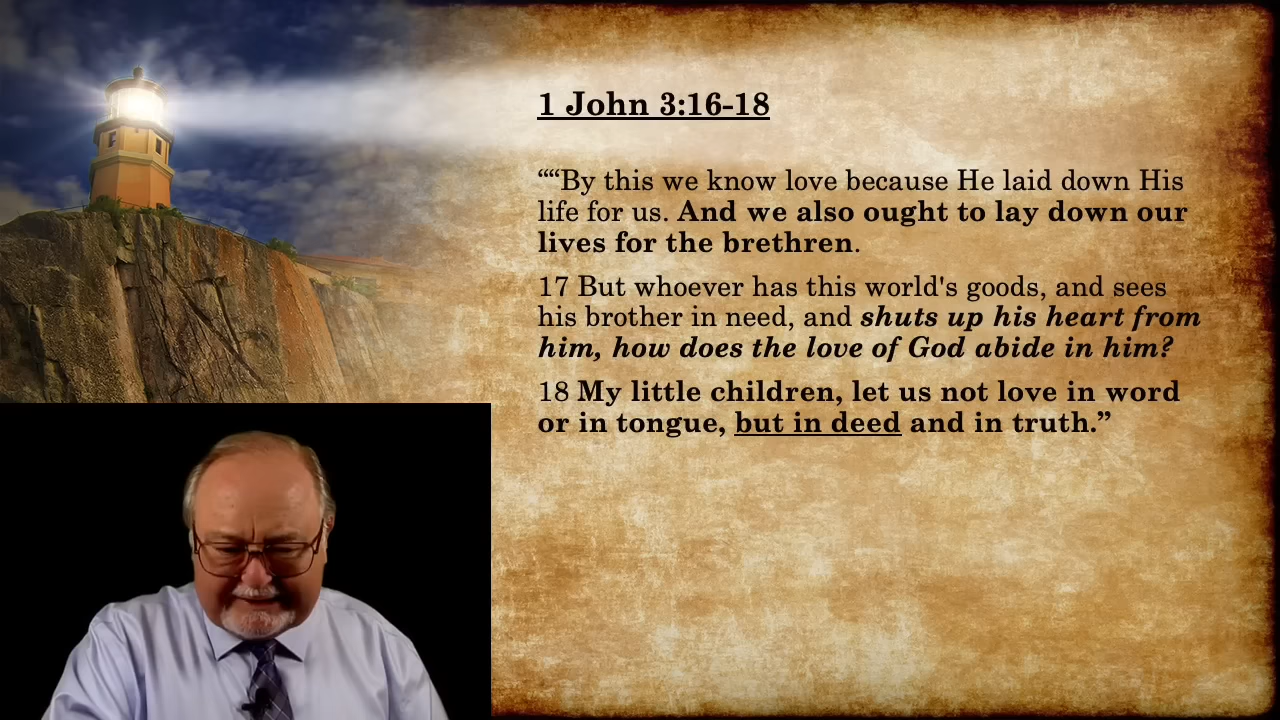 1 John 3:16-18
““By this we know love because He laid down His
life for us. And we also ought to lay down our
lives for the brethren.
17 But whoever has this world's goods, and sees
his brother in need, and shuts up his heart from
him, how does the love of God abide in him?
18 My little children, let us not love in word
or in tongue, but in deed and in truth.”